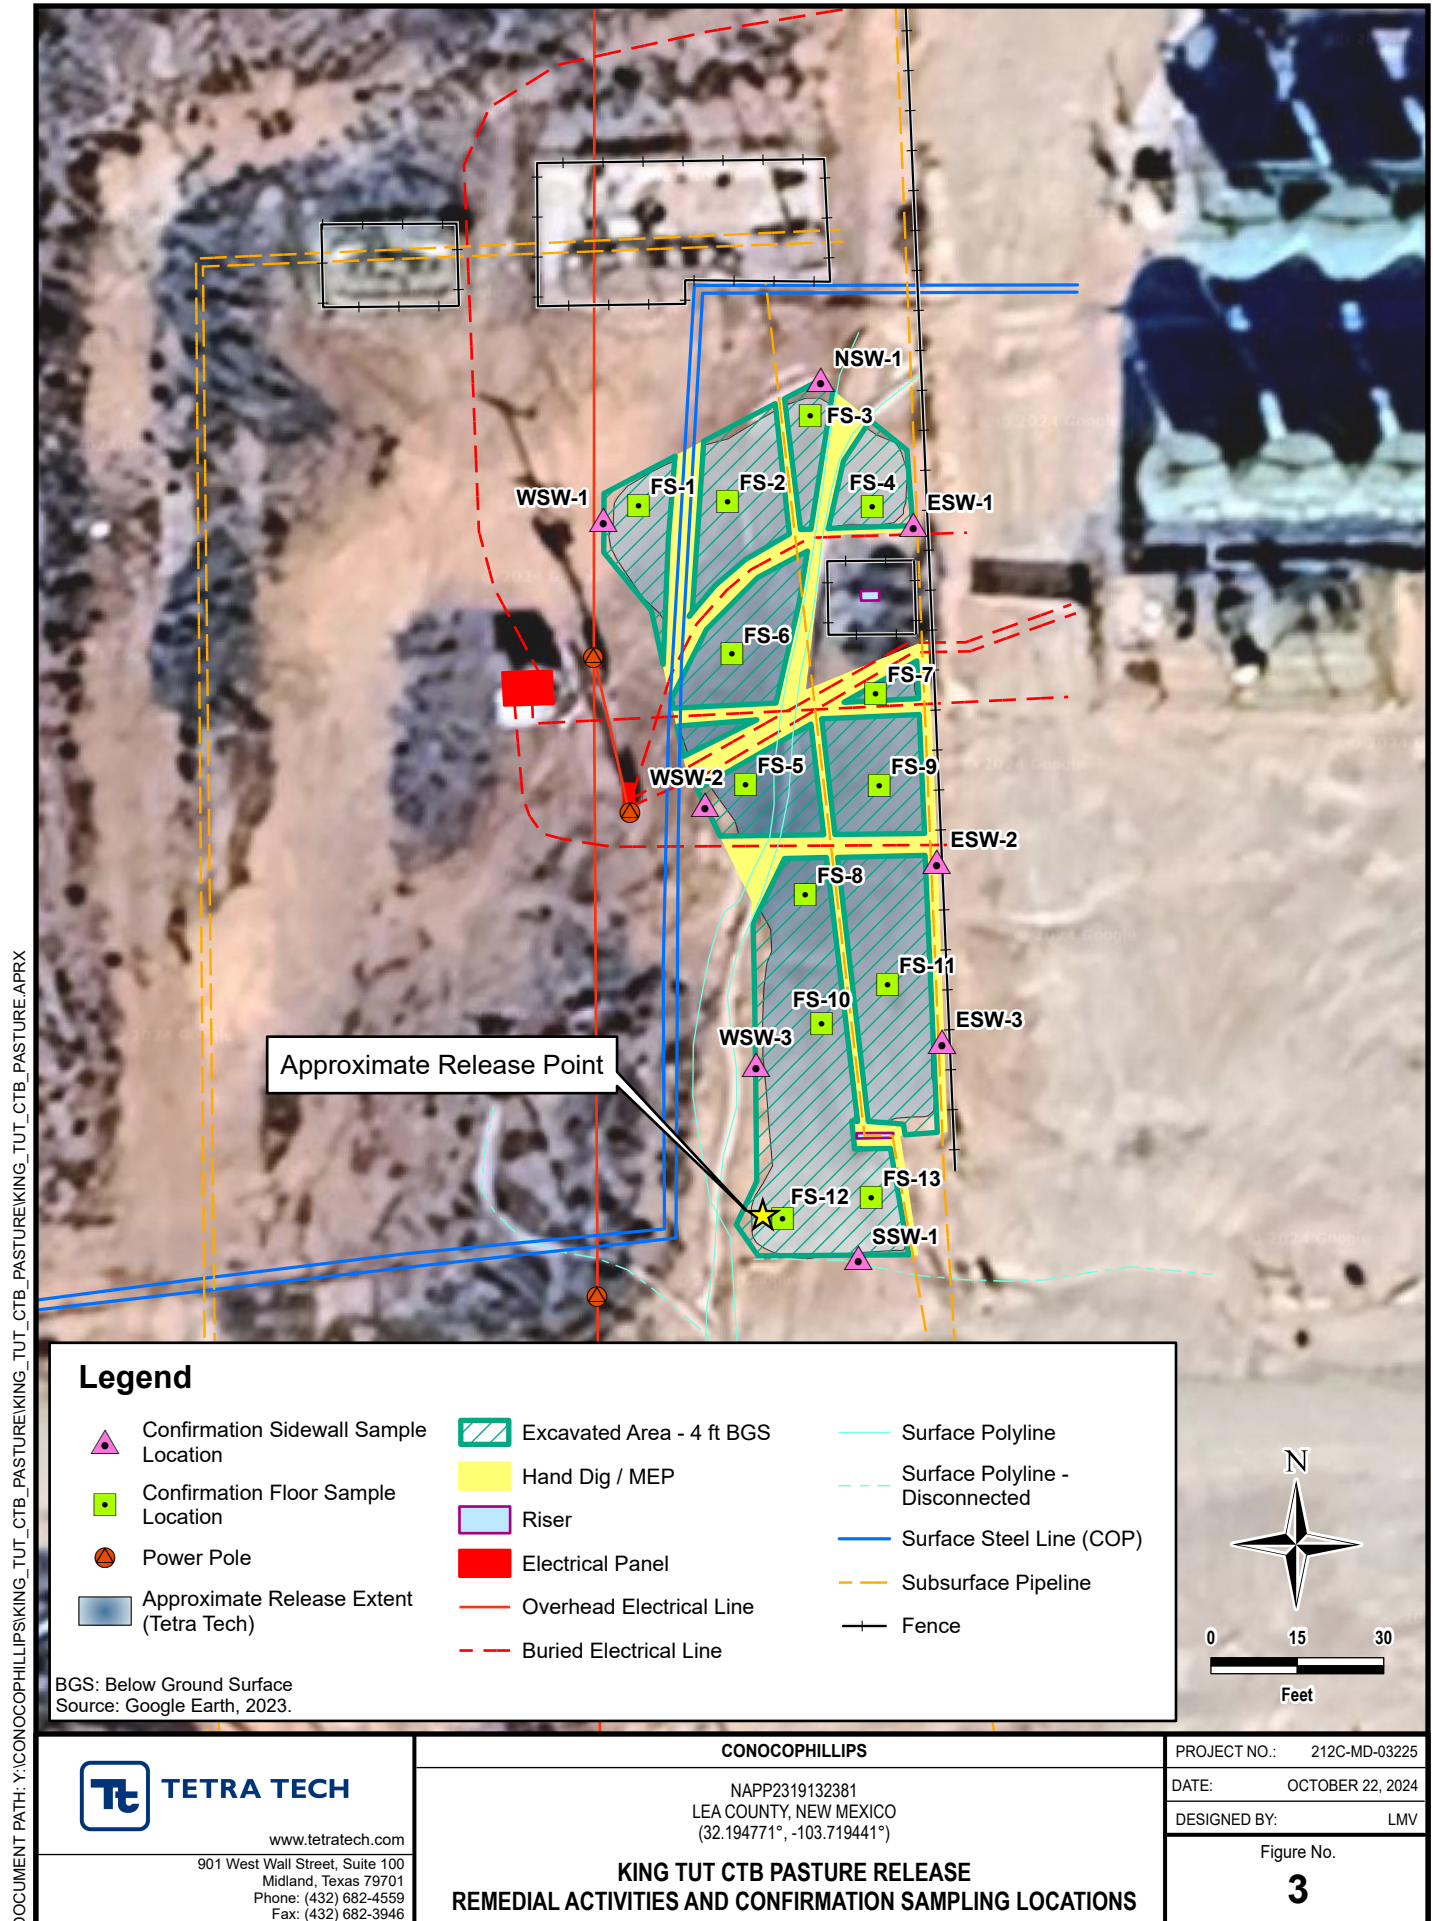 NSW-1
FS-3
FS-1
FS-2
FS-4
WSW-1
ESW-1
FS-6
FS-7
WSW-2
FS-5
FS-9
ESW-2
FS-8
FS-11
FS-10
ESW-3
WSW-3
Approximate Release Point
FS-12
FS-13
SSW-1
Legend
Confirmation Sidewall Sample
Location
Confirmation Floor Sample
Location
Power Pole
Approximate Release Extent
(Tetra Tech)
Excavated Area - 4 ft BGS
Hand Dig / MEP
Riser
Electrical Panel
Overhead Electrical Line
Buried Electrical Line
Surface Polyline
Surface Polyline -
Disconnected
Surface Steel Line (COP)
Subsurface Pipeline
Fence
BGS: Below Ground Surface
Source: Google Earth, 2023.
N
0 15 30
Feet
DOCUMENT PATH: Y:\CONOCOPHILLIPS\KING_TUT_CTB_PASTURE\KING_TUT_CTB_PASTURE\KING_TUT_CTB_PASTURE.APRX
Tt TETRA TECH
www.tetratech.com
901 West Wall Street, Suite 100
Midland, Texas 79701
Phone: (432) 682-4559
Fax: (432) 682-3946
CONOCOPHILLIPS
NAPP2319132381
LEA COUNTY, NEW MEXICO
(32.194771°, -103.719441°)
KING TUT CTB PASTURE RELEASE
REMEDIAL ACTIVITIES AND CONFIRMATION SAMPLING LOCATIONS
PROJECT NO.: 212C-MD-03225
DATE: OCTOBER 22, 2024
DESIGNED BY: LMV
Figure No.
3